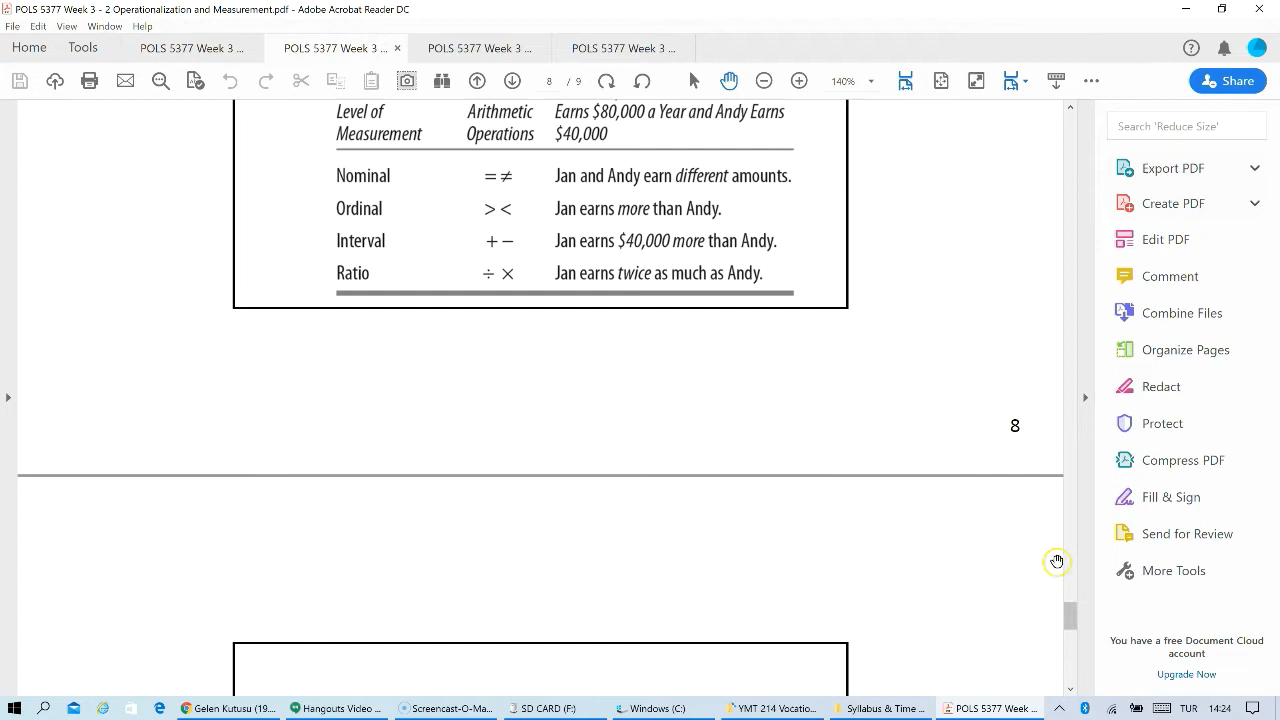 POLS 5377 Week 3 - 2 Operationalization and Measurement.pdf - Adobe Acrobat Reader DC
File Edit View Window Help
Home Tools POLS 5377 Week 3 ... POLS 5377 Week 3 ... × POLS 5377 Week 3 ... POLS 5377 Week 3 ...
8 / 9 140% Share
Level of Arithmetic Earns $80,000 a Year and Andy Earns
Measurement Operations $40,000
Nominal = ≠ Jan and Andy earn different amounts.
Ordinal > < Jan earns more than Andy.
Interval + − Jan earns $40,000 more than Andy.
Ratio ÷ × Jan earns twice as much as Andy.
8
Search 'Reduce Size'
Export PDF
Create PDF
Edit PDF
Comment
Combine Files
Organize Pages
Redact
Protect
Compress PDF
Fill & Sign
Send for Review
More Tools
You have a free Document Cloud
account
Upgrade Now
Gelen Kutusu (19... Hangouts Video ... Screencast-O-Ma... SD CARD (F:) Windows (C:) YMT 214 Vocatio... Syllabus & Time ... POLS 5377 Week ... TUR 14:24